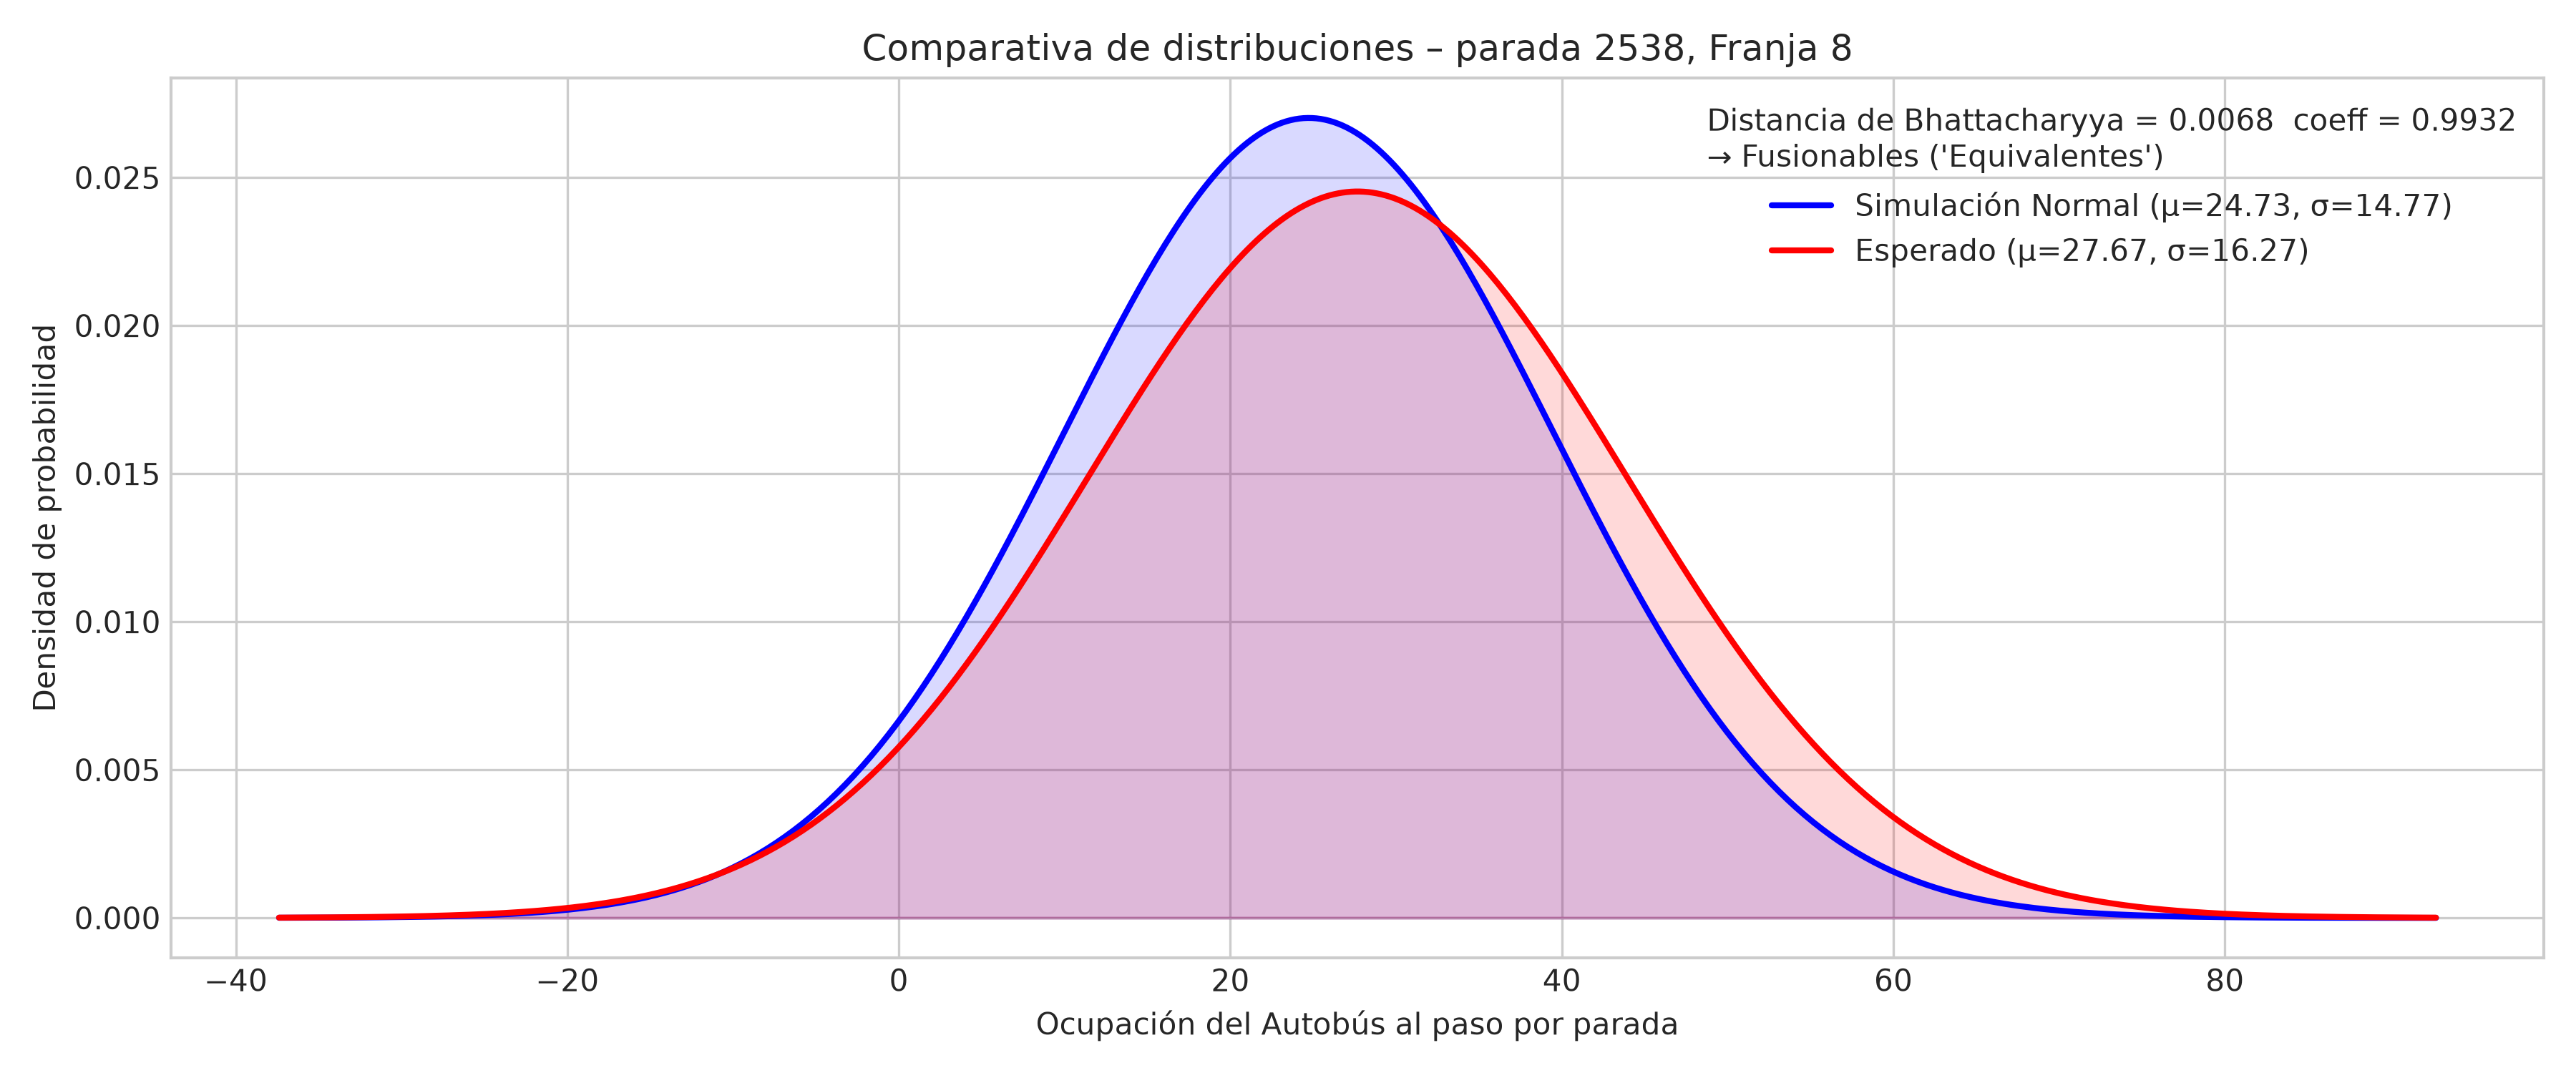 Comparativa de distribuciones – parada 2538, Franja 8
Distancia de Bhattacharyya = 0.0068  coeff = 0.9932
→ Fusionables ('Equivalentes')
Simulación Normal (μ=24.73, σ=14.77)
Esperado (μ=27.67, σ=16.27)
Densidad de probabilidad
0.025
0.020
0.015
0.010
0.005
0.000
−40 −20 0 20 40 60 80
Ocupación del Autobús al paso por parada